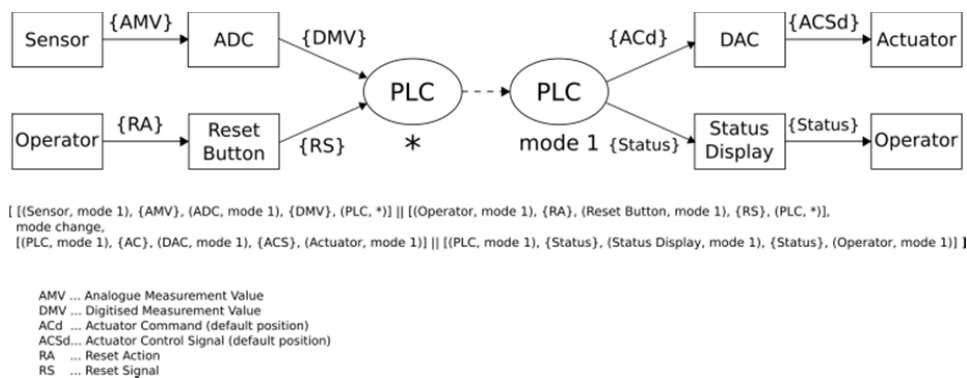 {AMV}
{DMV}
{ACd}
{ACSd}
Sensor
ADC
DAC
Actuator
PLC
PLC
{RA}
{RS}
*
mode 1
{Status}
{Status}
Operator
Reset
Button
Status
Display
Operator
[ [(Sensor, mode 1), {AMV}, (ADC, mode 1), {DMV}, (PLC, *)] || [(Operator, mode 1), {RA}, (Reset Button, mode 1), {RS}, (PLC, *)],
mode change,
[(PLC, mode 1), {AC}, (DAC, mode 1), {ACS}, (Actuator, mode 1)] || [(PLC, mode 1), {Status}, (Status Display, mode 1), {Status}, (Operator, mode 1)] ]
AMV ... Analogue Measurement Value
DMV ... Digitised Measurement Value
ACd ... Actuator Command (default position)
ACSd... Actuator Control Signal (default position)
RA ... Reset Action
RS ... Reset Signal